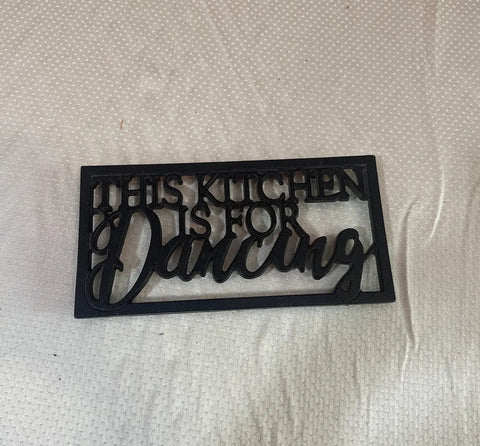 THIS KITCHEN
IS FOR
Dancing